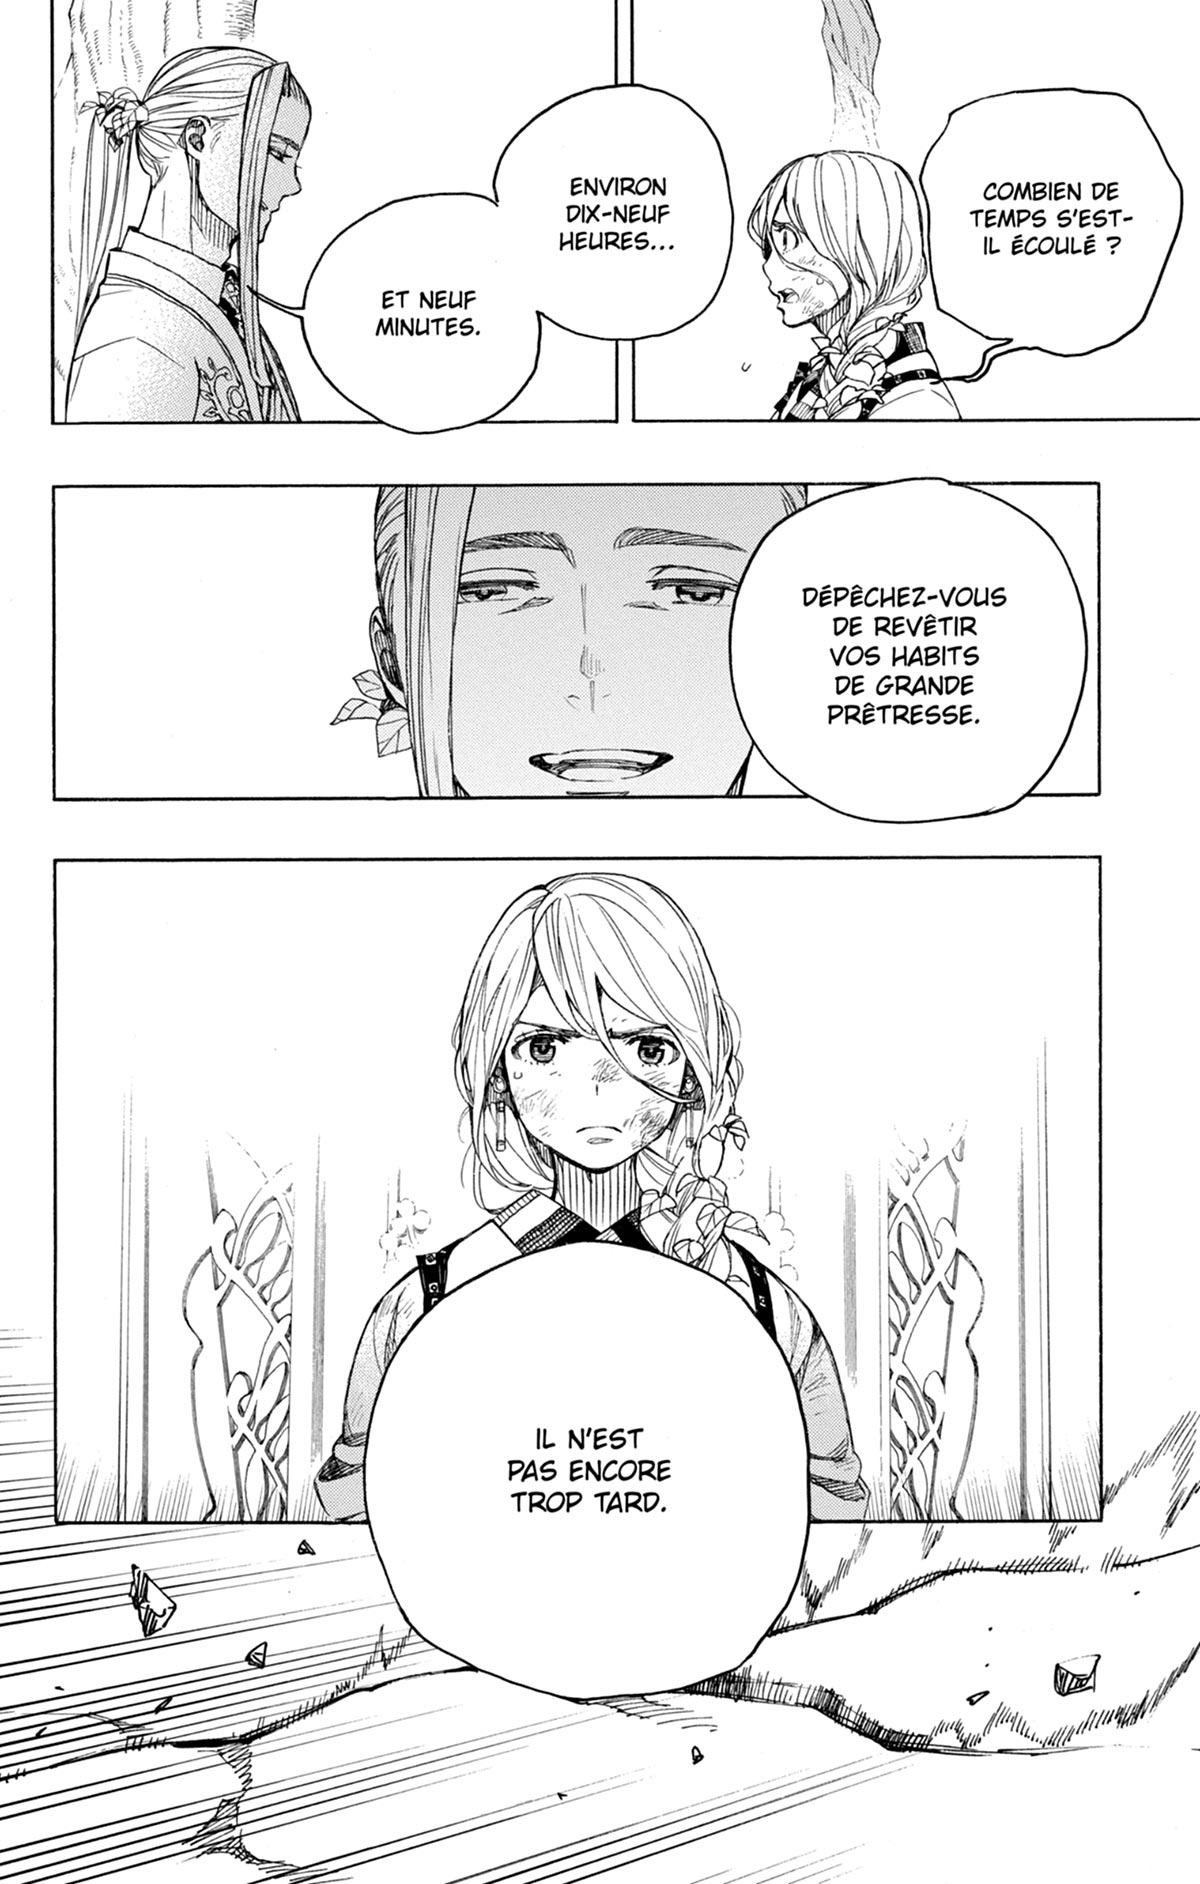 COMBIEN DE
TEMPS S'EST-
IL ÉCOULÉ ?
ENVIRON
DIX-NEUF
HEURES...
ET NEUF
MINUTES.
DÉPÊCHEZ-VOUS
DE REVÊTIR
VOS HABITS
DE GRANDE
PRÊTRESSE.
IL N'EST
PAS ENCORE
TROP TARD.